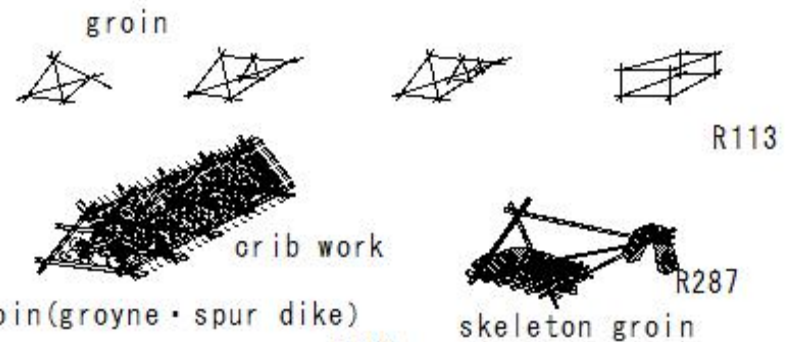 groin
R113
crib work
R287
oin(groyne・spur dike)
skeleton groin